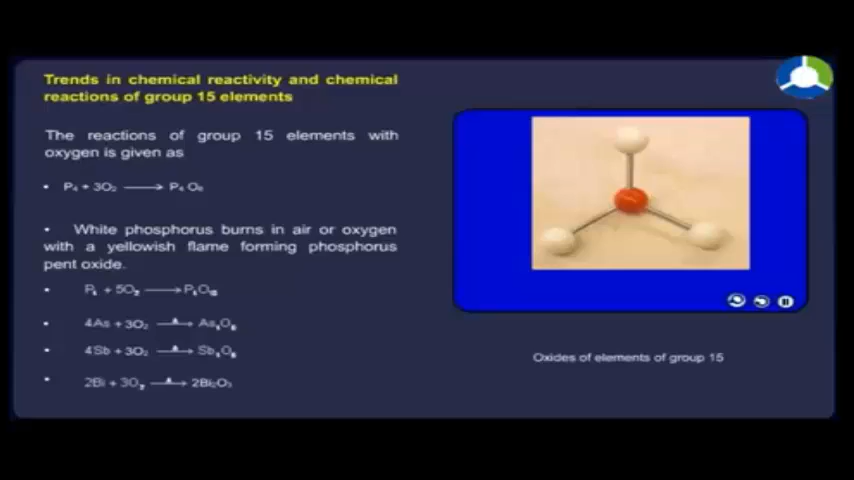 Trends in chemical reactivity and chemical
reactions of group 15 elements
The reactions of group 15 elements with
oxygen is given as
• P₄ + 3O₂ ⟶ P₄ O₆
• White phosphorus burns in air or oxygen
with a yellowish flame forming phosphorus
pent oxide.
• P₄ + 5O₂ ⟶ P₄O₁₀
• 4As + 3O₂ ⟶ As₄O₆
• 4Sb + 3O₂ ⟶ Sb₄O₆
• 2Bi + 3O₂ ⟶ 2Bi₂O₃
Oxides of elements of group 15